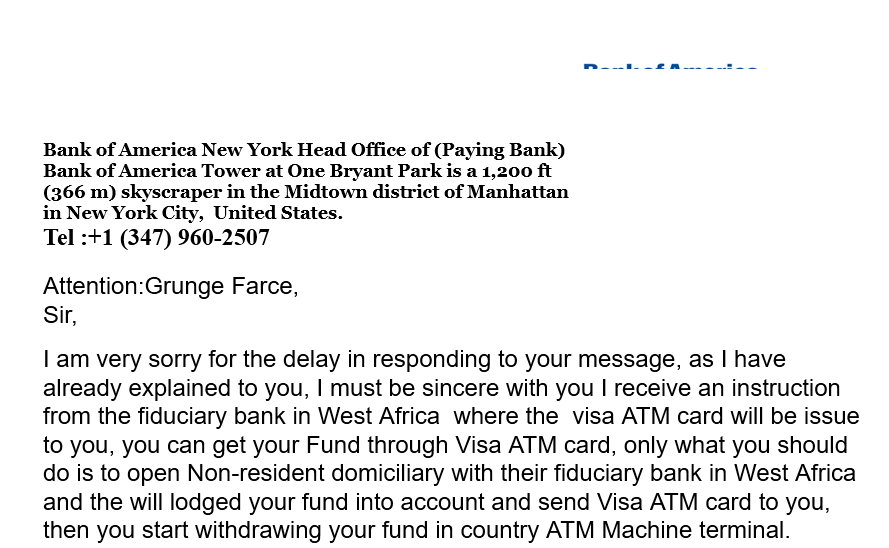 Bank of America
Bank of America New York Head Office of (Paying Bank)
Bank of America Tower at One Bryant Park is a 1,200 ft
(366 m) skyscraper in the Midtown district of Manhattan
in New York City,  United States.
Tel :+1 (347) 960-2507
Attention:Grunge Farce,
Sir,
I am very sorry for the delay in responding to your message, as I have
already explained to you, I must be sincere with you I receive an instruction
from the fiduciary bank in West Africa  where the  visa ATM card will be issue
to you, you can get your Fund through Visa ATM card, only what you should
do is to open Non-resident domiciliary with their fiduciary bank in West Africa
and the will lodged your fund into account and send Visa ATM card to you,
then you start withdrawing your fund in country ATM Machine terminal.